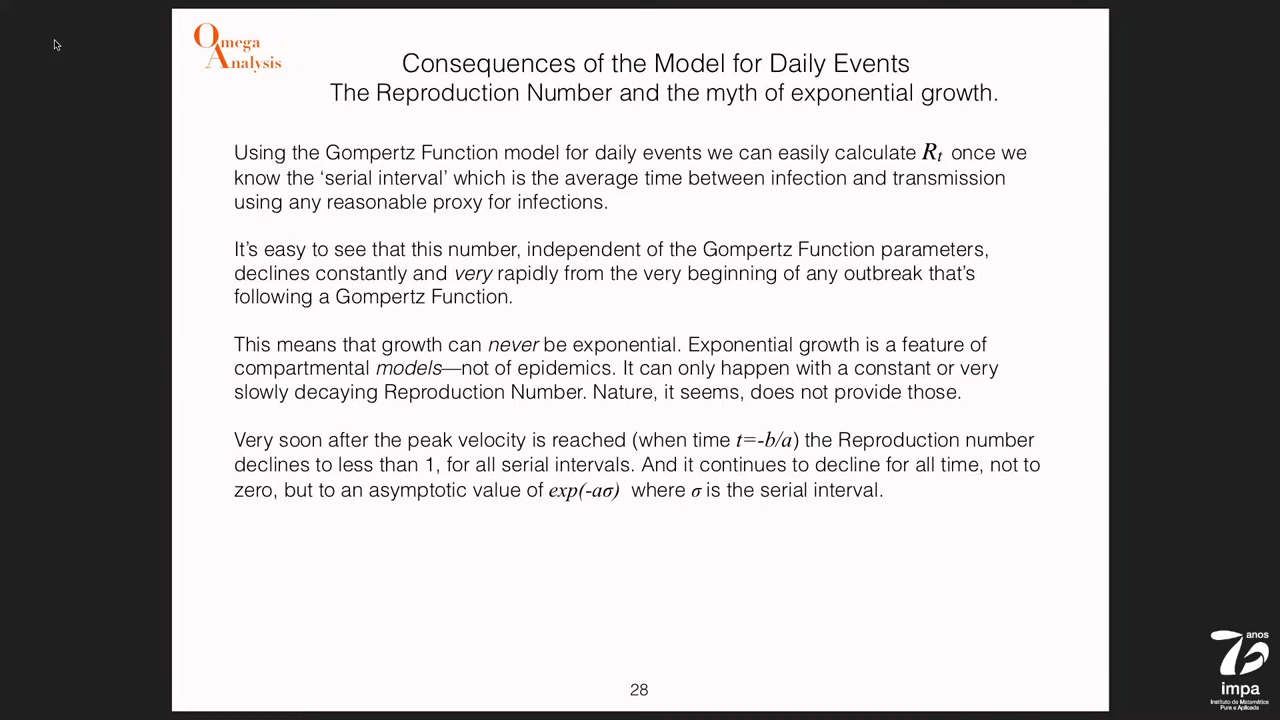 Omega
Analysis
Consequences of the Model for Daily Events
The Reproduction Number and the myth of exponential growth.
Using the Gompertz Function model for daily events we can easily calculate Rt once we
know the ‘serial interval’ which is the average time between infection and transmission
using any reasonable proxy for infections.
It’s easy to see that this number, independent of the Gompertz Function parameters,
declines constantly and very rapidly from the very beginning of any outbreak that’s
following a Gompertz Function.
This means that growth can never be exponential. Exponential growth is a feature of
compartmental models—not of epidemics. It can only happen with a constant or very
slowly decaying Reproduction Number. Nature, it seems, does not provide those.
Very soon after the peak velocity is reached (when time t=-b/a) the Reproduction number
declines to less than 1, for all serial intervals. And it continues to decline for all time, not to
zero, but to an asymptotic value of exp(-aσ) where σ is the serial interval.
28
70 anos
impa
Instituto de Matemática
Pura e Aplicada